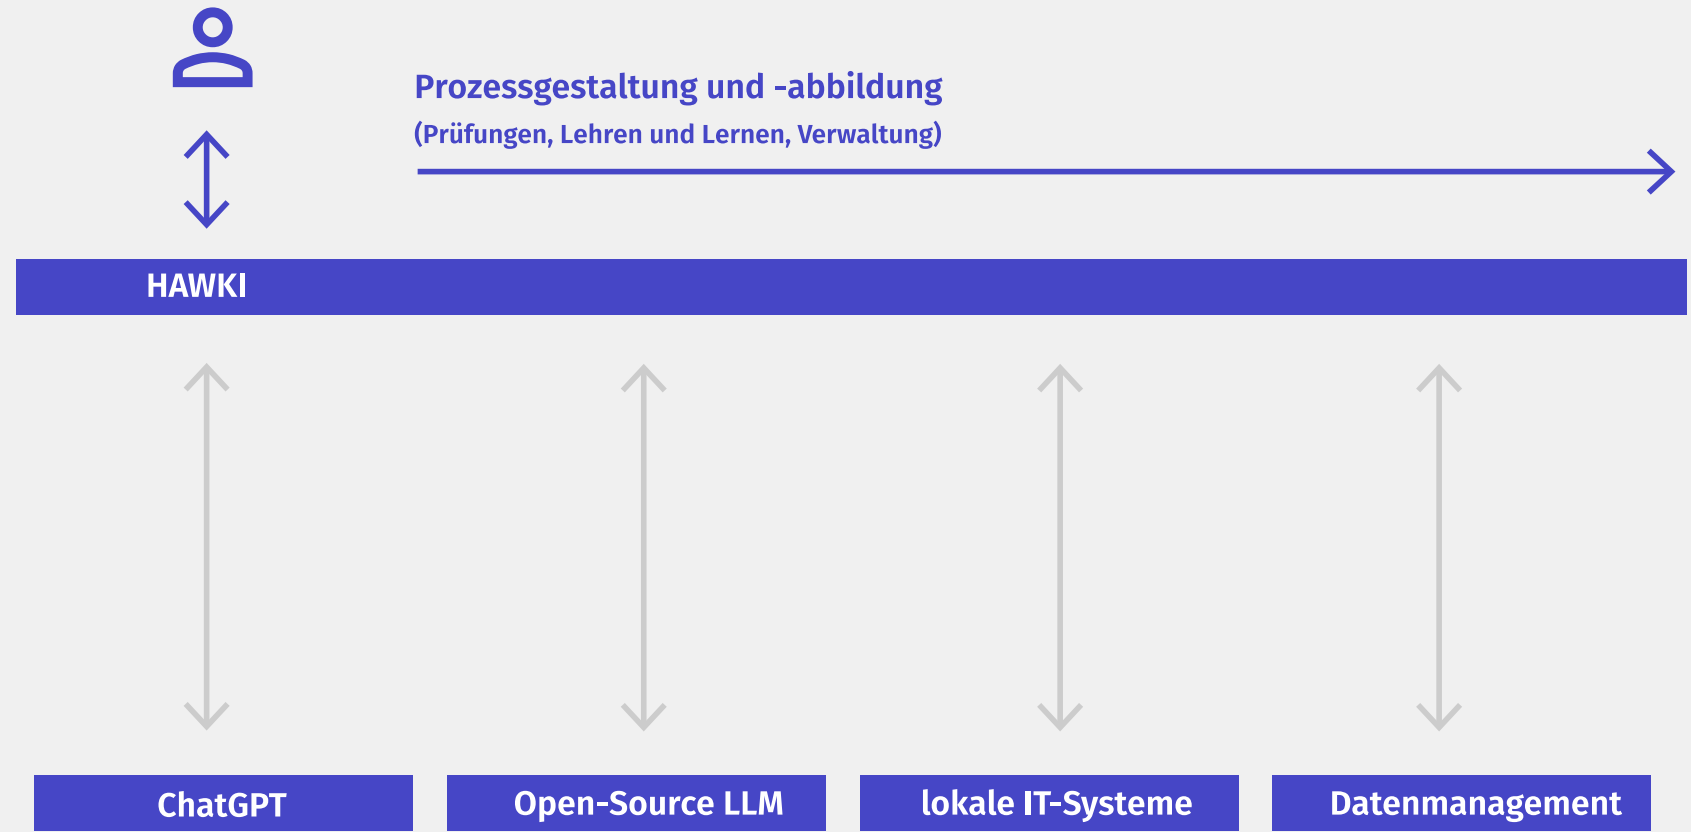 Prozessgestaltung und -abbildung
(Prüfungen, Lehren und Lernen, Verwaltung)
HAWKI
ChatGPT
Open-Source LLM
lokale IT-Systeme
Datenmanagement